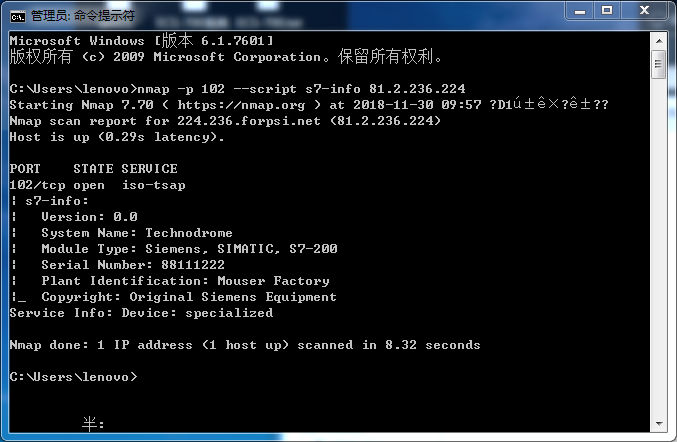 管理员: 命令提示符
Microsoft Windows [版本 6.1.7601]
版权所有 (c) 2009 Microsoft Corporation。保留所有权利。
C:\Users\lenovo>nmap -p 102 --script s7-info 81.2.236.224
Starting Nmap 7.70 ( https://nmap.org ) at 2018-11-30 09:57 ?D1ú±ê×?ê±??
Nmap scan report for 224.236.forpsi.net (81.2.236.224)
Host is up (0.29s latency).
PORT    STATE SERVICE
102/tcp open  iso-tsap
| s7-info:
|   Version: 0.0
|   System Name: Technodrome
|   Module Type: Siemens, SIMATIC, S7-200
|   Serial Number: 88111222
|   Plant Identification: Mouser Factory
|_  Copyright: Original Siemens Equipment
Service Info: Device: specialized
Nmap done: 1 IP address (1 host up) scanned in 8.32 seconds
C:\Users\lenovo>
半: